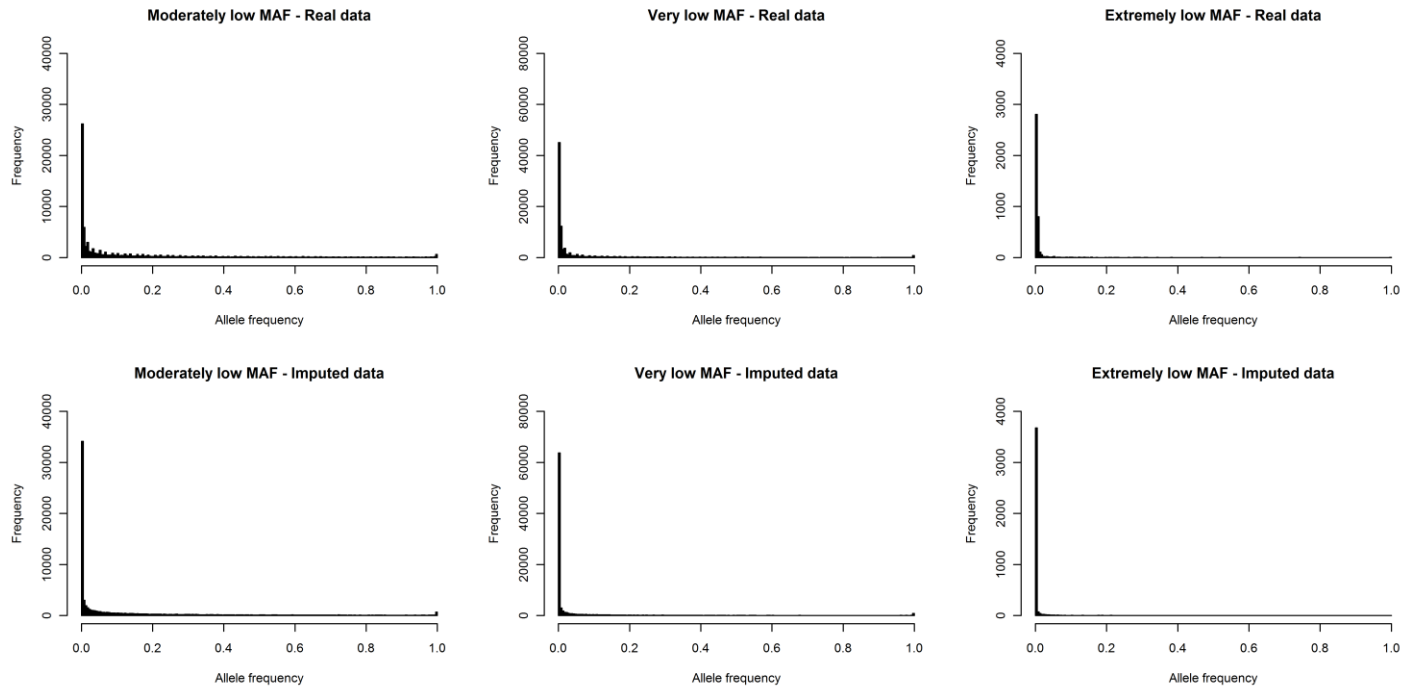 Moderately low MAF - Real data
Frequency
40000
30000
20000
10000
0
0.0 0.2 0.4 0.6 0.8 1.0
Allele frequency
Very low MAF - Real data
Frequency
80000
60000
40000
20000
0
0.0 0.2 0.4 0.6 0.8 1.0
Allele frequency
Extremely low MAF - Real data
Frequency
4000
3000
2000
1000
0
0.0 0.2 0.4 0.6 0.8 1.0
Allele frequency
Moderately low MAF - Imputed data
Frequency
40000
30000
20000
10000
0
0.0 0.2 0.4 0.6 0.8 1.0
Allele frequency
Very low MAF - Imputed data
Frequency
80000
60000
40000
20000
0
0.0 0.2 0.4 0.6 0.8 1.0
Allele frequency
Extremely low MAF - Imputed data
Frequency
4000
3000
2000
1000
0
0.0 0.2 0.4 0.6 0.8 1.0
Allele frequency